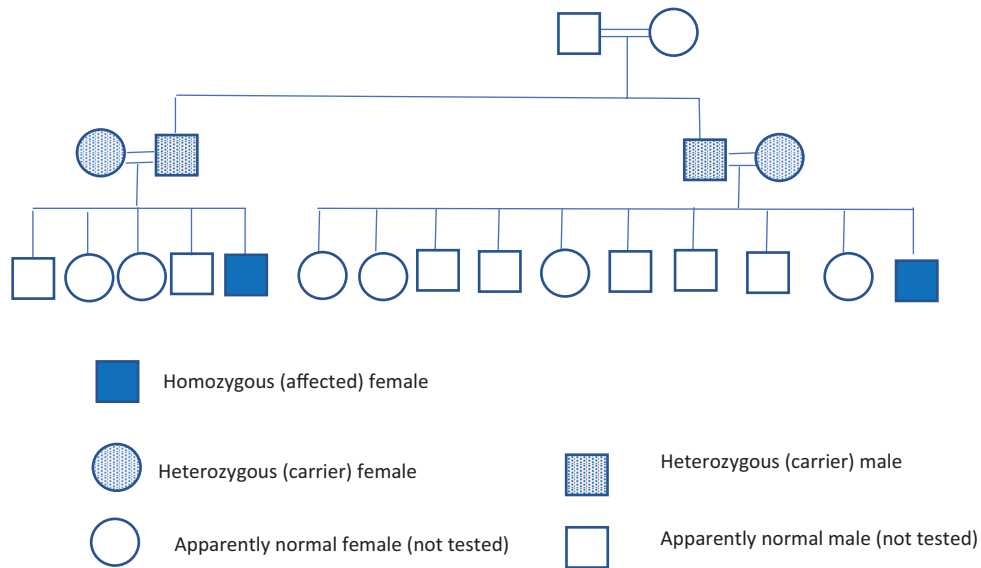 Homozygous (affected) female
Heterozygous (carrier) female
Heterozygous (carrier) male
Apparently normal female (not tested)
Apparently normal male (not tested)